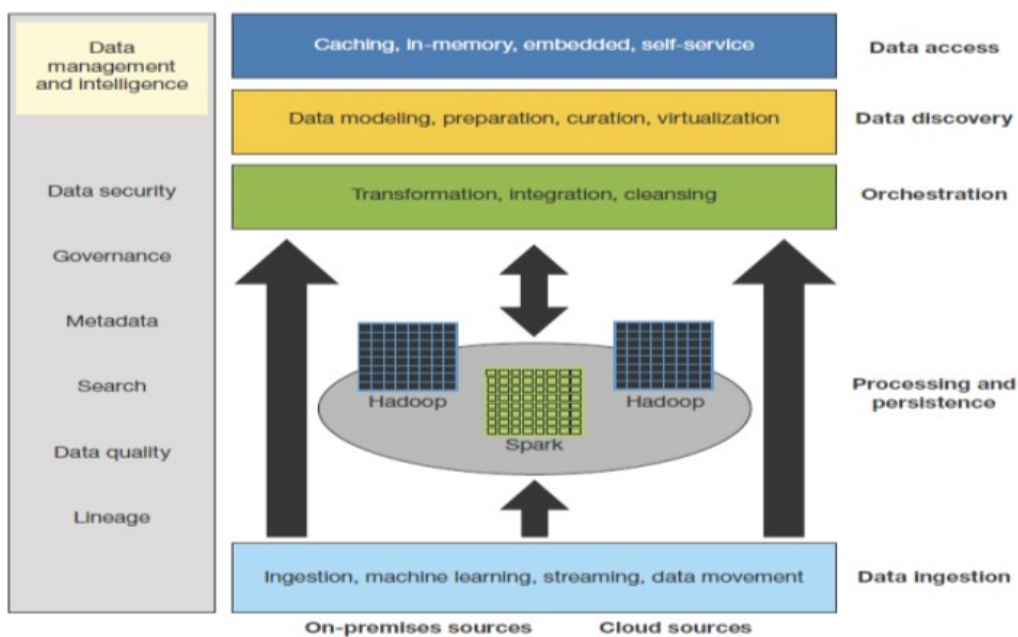 Data
management
and intelligence
Data security
Governance
Metadata
Search
Data quality
Lineage
Caching, in-memory, embedded, self-service
Data access
Data modeling, preparation, curation, virtualization
Data discovery
Transformation, integration, cleansing
Orchestration
Hadoop
Hadoop
Spark
Processing and
persistence
Ingestion, machine learning, streaming, data movement
Data ingestion
On-premises sources
Cloud sources